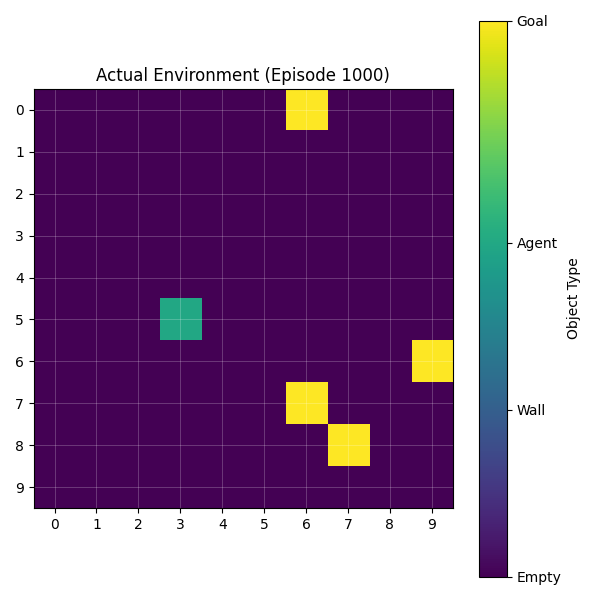 Actual Environment (Episode 1000)
Goal
Agent
Wall
Empty
Object Type
0
1
2
3
4
5
6
7
8
9
0 1 2 3 4 5 6 7 8 9